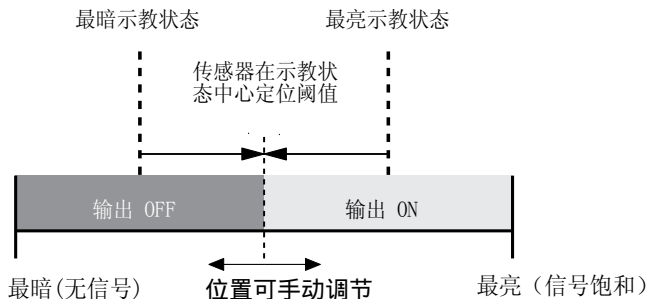 最暗示教状态
最亮示教状态
传感器在示教状
态中心定位阈值
输出 OFF
输出 ON
最暗(无信号)
位置可手动调节
最亮（信号饱和）